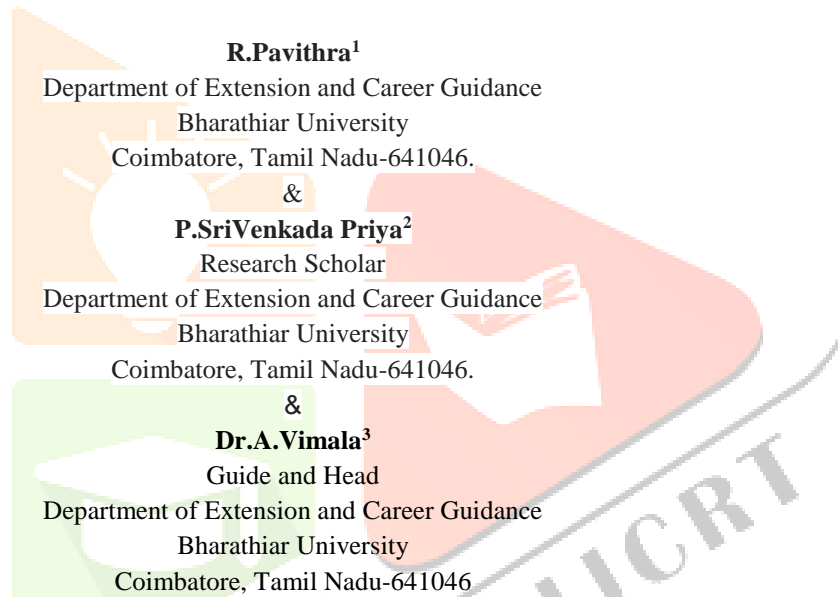 R.Pavithra¹
Department of Extension and Career Guidance
Bharathiar University
Coimbatore, Tamil Nadu-641046.
&
P.SriVenkada Priya²
Research Scholar
Department of Extension and Career Guidance
Bharathiar University
Coimbatore, Tamil Nadu-641046.
&
Dr.A.Vimala³
Guide and Head
Department of Extension and Career Guidance
Bharathiar University
Coimbatore, Tamil Nadu-641046
IJCRT